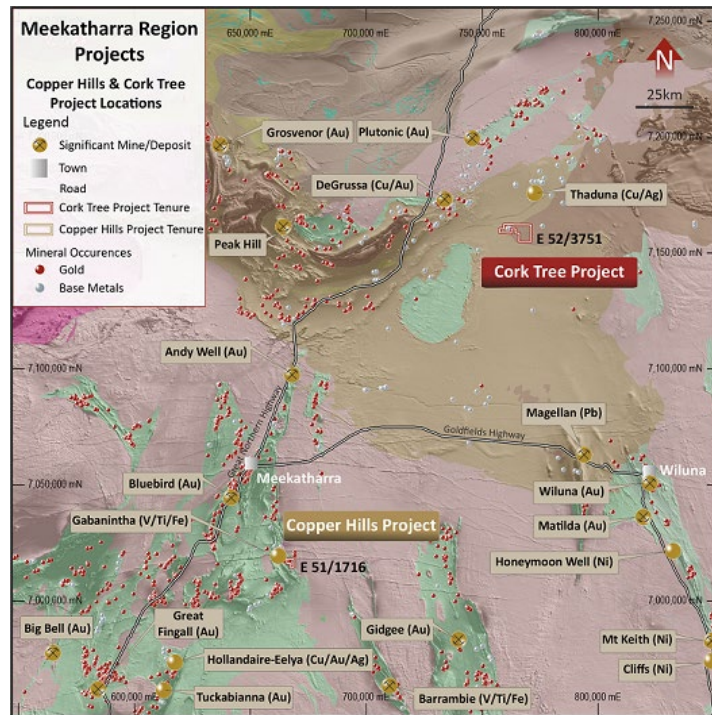 Meekatharra Region
Projects
Copper Hills & Cork Tree
Project Locations
Legend
Significant Mine/Deposit
Town
Road
Cork Tree Project Tenure
Copper Hills Project Tenure
Mineral Occurences
Gold
Base Metals
650,000 mE
700,000 mE
750,000 mE
800,000 mE
7,250,000 mN
N
25km
7,200,000 mN
Grosvenor (Au)
Plutonic (Au)
DeGrussa (Cu/Au)
Thaduna (Cu/Ag)
Peak Hill
E 52/3751
7,150,000 mN
Cork Tree Project
Andy Well (Au)
7,100,000 mN
7,100,000 mN
Magellan (Pb)
Great Northern Highway
Goldfields Highway
Meekatharra
Wiluna
Bluebird (Au)
7,050,000 mN
Wiluna (Au)
Gabanintha (V/Ti/Fe)
Copper Hills Project
Matilda (Au)
Honeymoon Well (Ni)
E 51/1716
7,000,000 mN
7,000,000 mN
Big Bell (Au)
Great
Fingall (Au)
Gidgee (Au)
Mt Keith (Ni)
Hollandaire-Eelya (Cu/Au/Ag)
Cliffs (Ni)
Tuckabianna (Au)
Barrambie (V/Ti/Fe)
600,000 mE
700,000 mE
800,000 mE